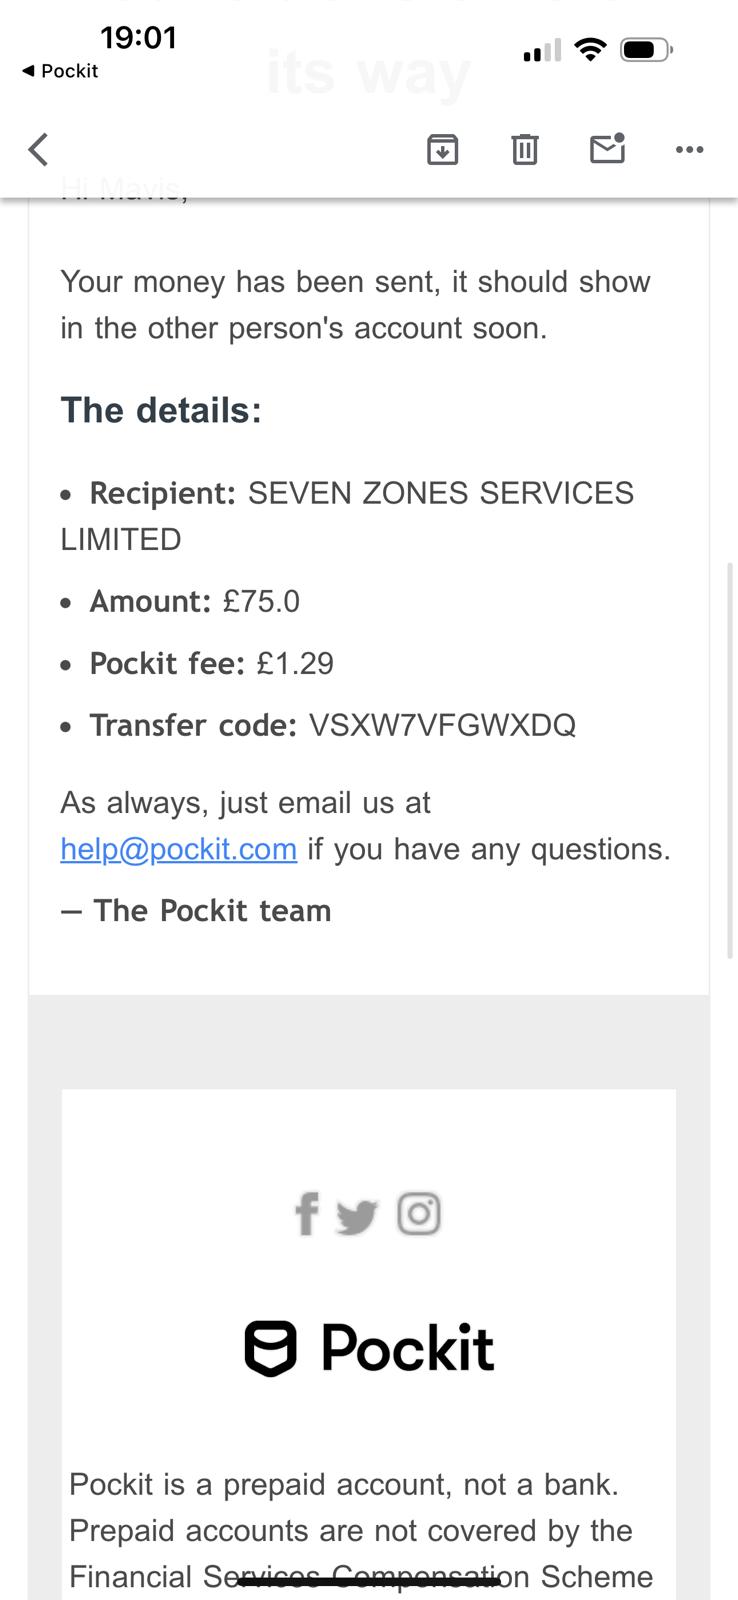 19:01
◀ Pockit
its way
Hi Mavis,
Your money has been sent, it should show
in the other person's account soon.
The details:
• Recipient: SEVEN ZONES SERVICES
LIMITED
• Amount: £75.0
• Pockit fee: £1.29
• Transfer code: VSXW7VFGWXDQ
As always, just email us at
help@pockit.com if you have any questions.
— The Pockit team
Pockit
Pockit is a prepaid account, not a bank.
Prepaid accounts are not covered by the
Financial Services Compensation Scheme